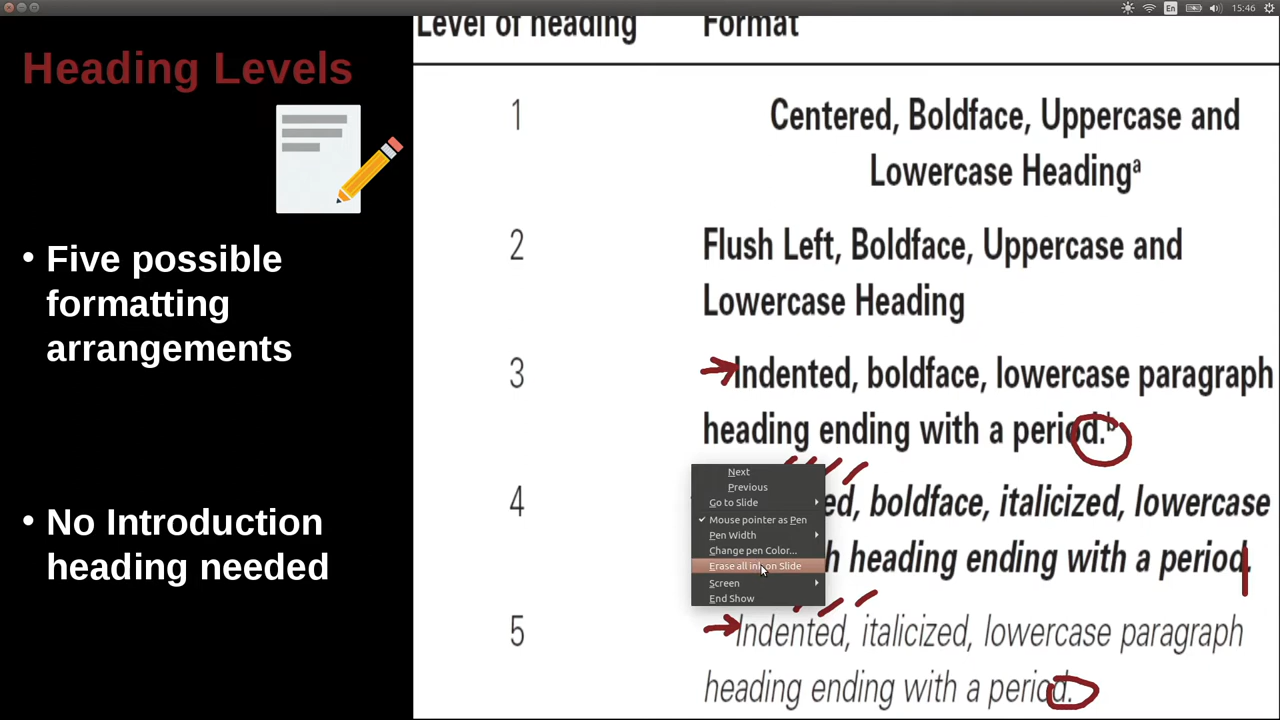 En
15:46
Heading Levels
• Five possible
formatting
arrangements
• No Introduction
heading needed
Level of heading Format
1 Centered, Boldface, Uppercase and
Lowercase Headingᵃ
2 Flush Left, Boldface, Uppercase and
Lowercase Heading
3 Indented, boldface, lowercase paragraph
heading ending with a period.ᵇ
4 ed, boldface, italicized, lowercase
h heading ending with a period.
5 Indented, italicized, lowercase paragraph
heading ending with a period.
Next
Previous
Go to Slide
Mouse pointer as Pen
Pen Width
Change pen Color...
Erase all ink on Slide
Screen
End Show